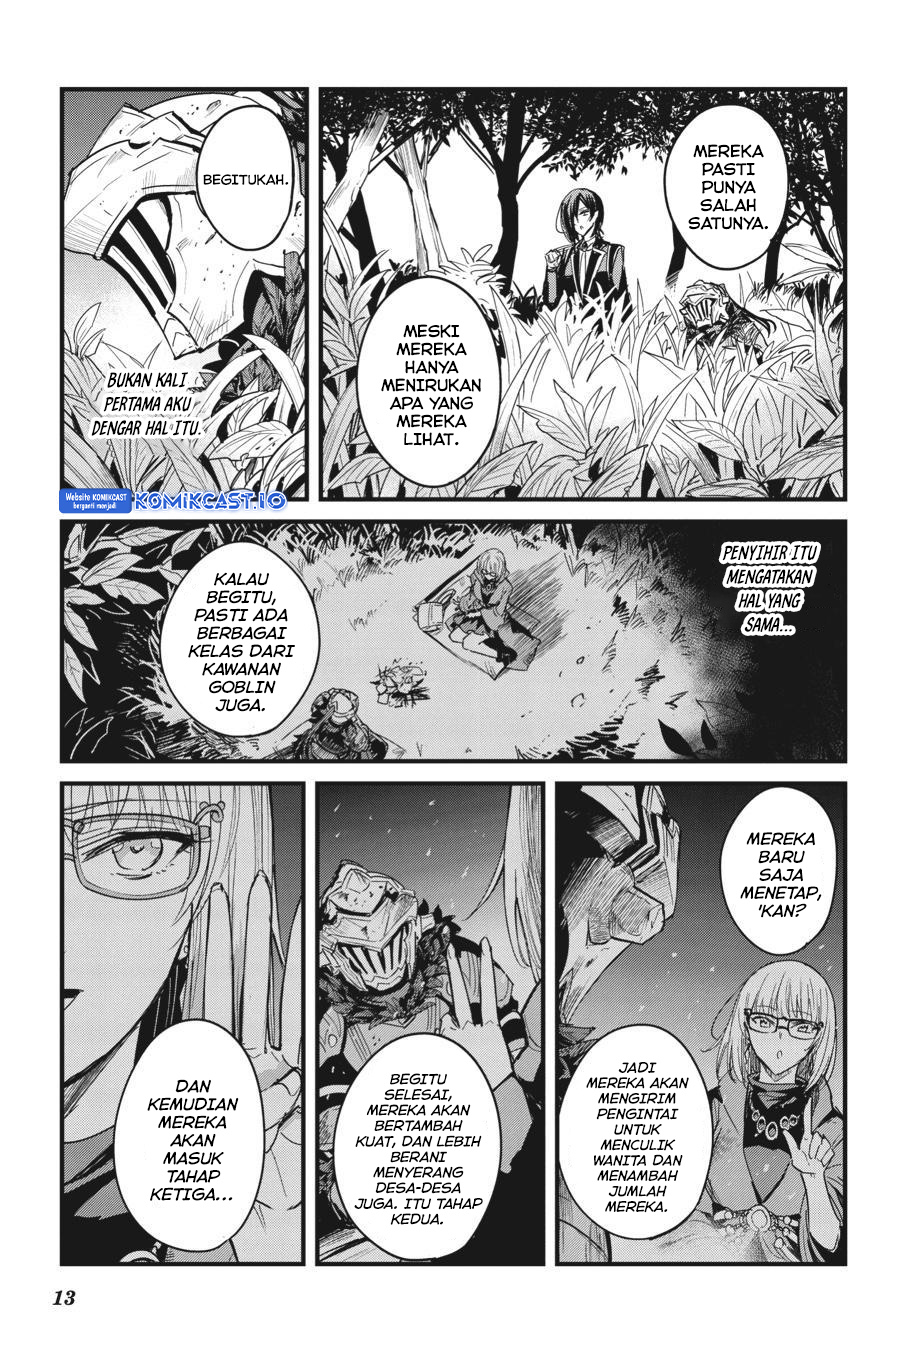 MEREKA
PASTI
PUNYA
SALAH
SATUNYA.
MESKI
MEREKA
HANYA
MENIRUKAN
APA YANG
MEREKA
LIHAT.
BEGITUKAH.
BUKAN KALI
PERTAMA AKU
DENGAR HAL ITU.
Website KOMIKCAST
berganti menjadi
KOMIKCAST.IO
PENYIHIR ITU
MENGATAKAN
HAL YANG
SAMA...
KALAU
BEGITU,
PASTI ADA
BERBAGAI
KELAS DARI
KAWANAN
GOBLIN
JUGA.
MEREKA
BARU
SAJA
MENETAP,
'KAN?
JADI
MEREKA AKAN
MENGIRIM
PENGINTAI
UNTUK
MENCULIK
WANITA DAN
MENAMBAH
JUMLAH
MEREKA.
BEGITU
SELESAI,
MEREKA AKAN
BERTAMBAH
KUAT, DAN LEBIH
BERANI
MENYERANG
DESA-DESA
JUGA. ITU TAHAP
KEDUA.
DAN
KEMUDIAN
MEREKA
AKAN
MASUK
TAHAP
KETIGA...
13